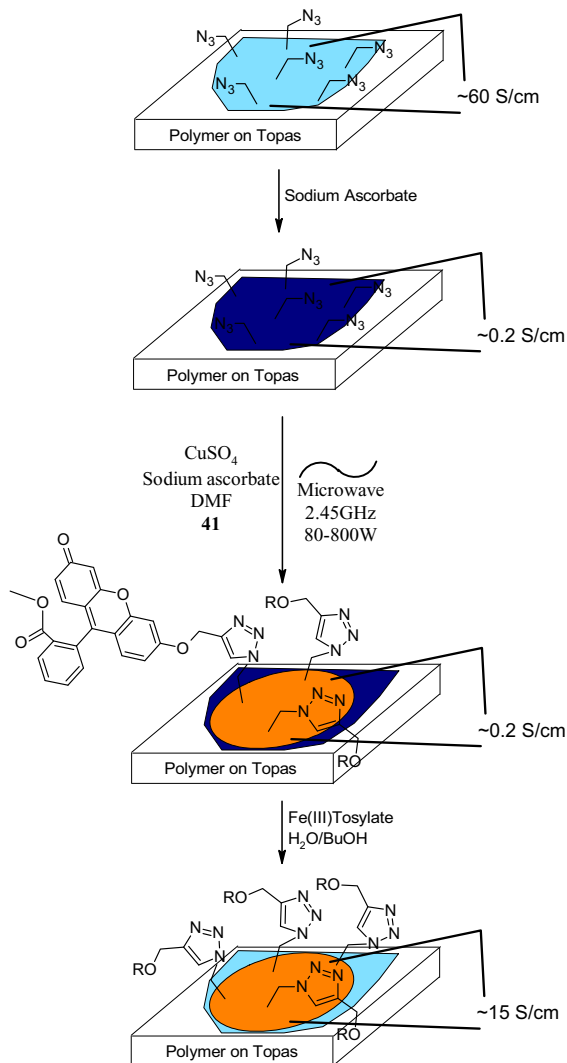 N₃
N₃
N₃
N₃
N₃
N₃
~60 S/cm
Polymer on Topas
Sodium Ascorbate
N₃
N₃
N₃
N₃
N₃
N₃
~0.2 S/cm
Polymer on Topas
CuSO₄
Sodium ascorbate
DMF
41
Microwave
2.45GHz
80-800W
O
O
O
O
O
N
N
N
RO
N
N
N
N
N
N
RO
~0.2 S/cm
Polymer on Topas
Fe(III)Tosylate
H₂O/BuOH
RO
N
N
N
RO
N
N
N
RO
N
N
N
N
N
N
RO
~15 S/cm
Polymer on Topas